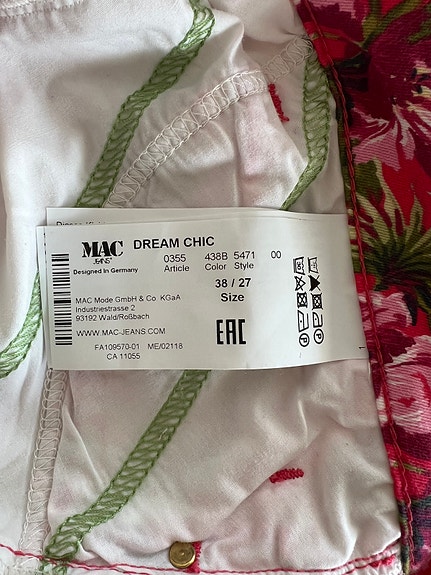 MAC
JEANS
Designed in Germany
DREAM CHIC
0355 438B 5471 00
Article Color Style
38 / 27
Size
MAC Mode GmbH & Co. KGaA
Industriestrasse 2
93192 Wald/Roßbach
WWW.MAC-JEANS.COM
EAC
FA109570-01 ME/02118
CA 11055